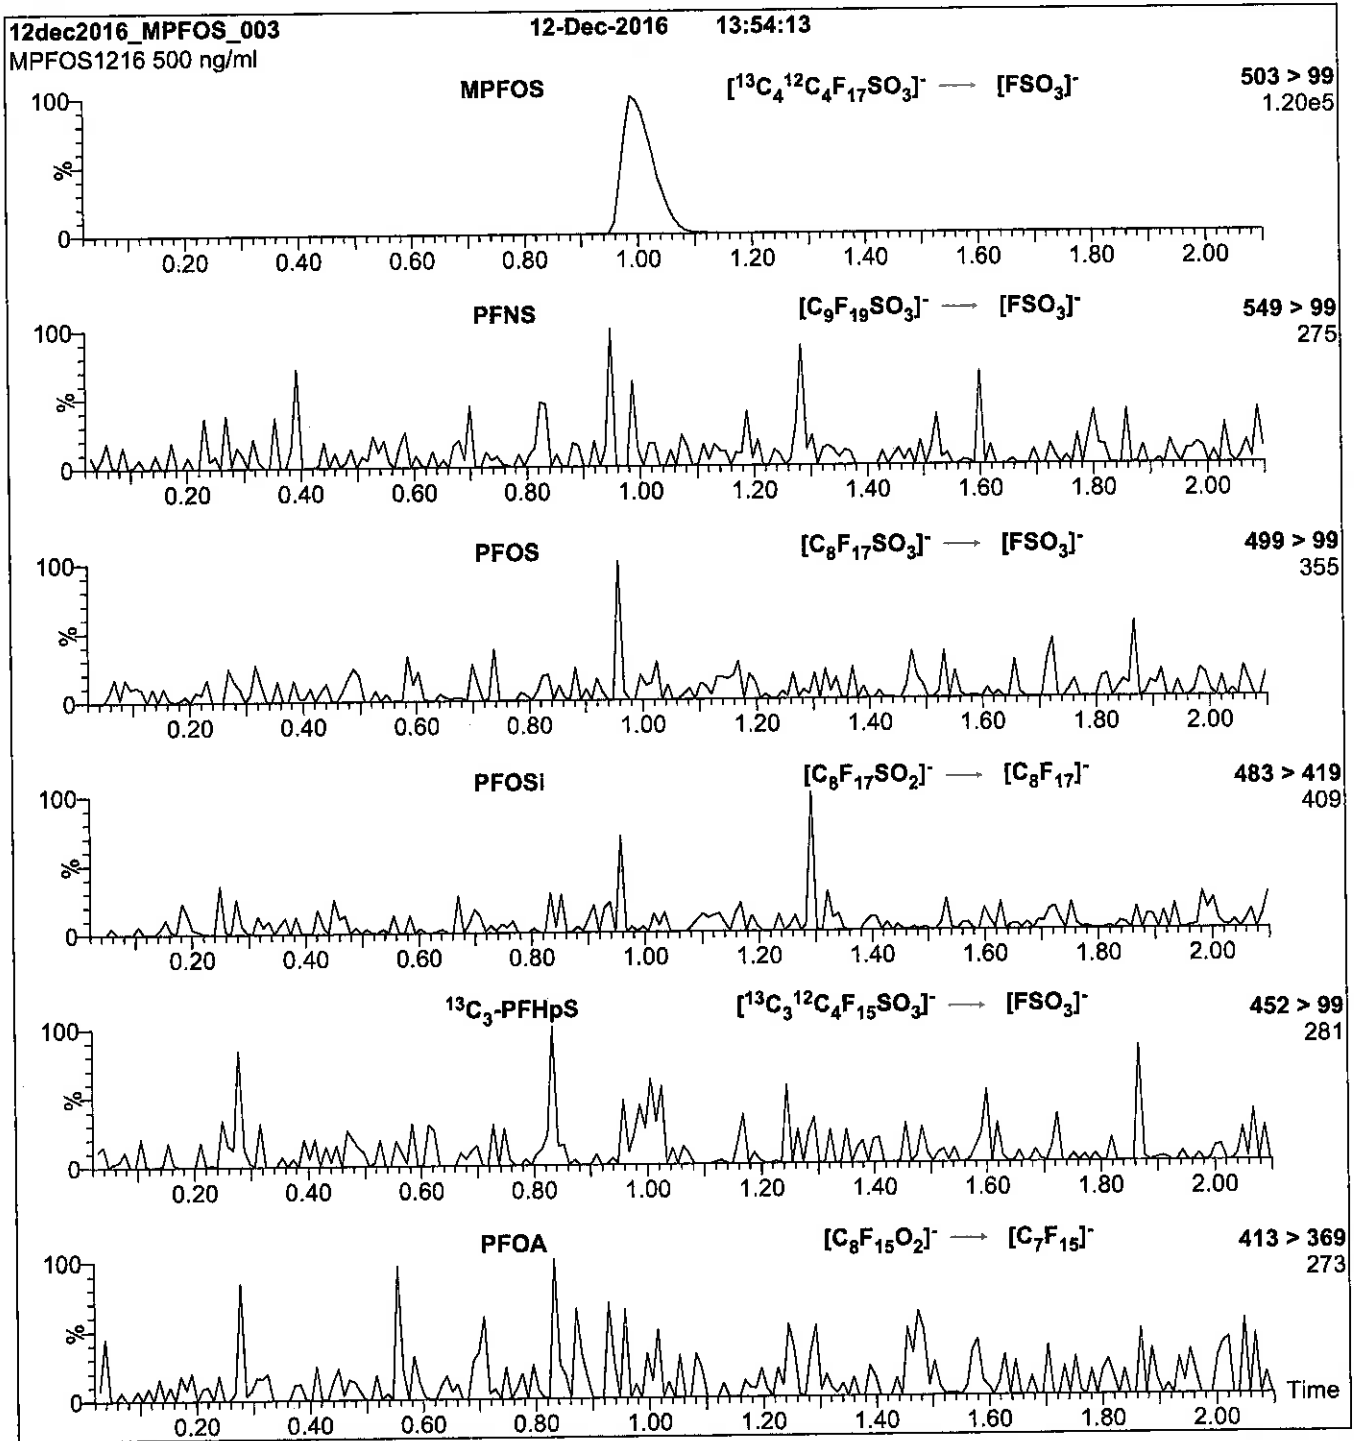 12dec2016_MPFOS_003 12-Dec-2016 13:54:13
MPFOS1216 500 ng/ml
MPFOS [¹³C₄¹²C₄F₁₇SO₃]⁻ → [FSO₃]⁻ 503 > 99
1.20e5
100
%
0
0.20 0.40 0.60 0.80 1.00 1.20 1.40 1.60 1.80 2.00
PFNS [C₉F₁₉SO₃]⁻ → [FSO₃]⁻ 549 > 99
275
100
%
0
0.20 0.40 0.60 0.80 1.00 1.20 1.40 1.60 1.80 2.00
PFOS [C₈F₁₇SO₃]⁻ → [FSO₃]⁻ 499 > 99
355
100
%
0
0.20 0.40 0.60 0.80 1.00 1.20 1.40 1.60 1.80 2.00
PFOSi [C₈F₁₇SO₂]⁻ → [C₈F₁₇]⁻ 483 > 419
409
100
%
0
0.20 0.40 0.60 0.80 1.00 1.20 1.40 1.60 1.80 2.00
¹³C₃-PFHpS [¹³C₃¹²C₄F₁₅SO₃]⁻ → [FSO₃]⁻ 452 > 99
281
100
%
0
0.20 0.40 0.60 0.80 1.00 1.20 1.40 1.60 1.80 2.00
PFOA [C₈F₁₅O₂]⁻ → [C₇F₁₅]⁻ 413 > 369
273
100
%
0
Time
0.20 0.40 0.60 0.80 1.00 1.20 1.40 1.60 1.80 2.00